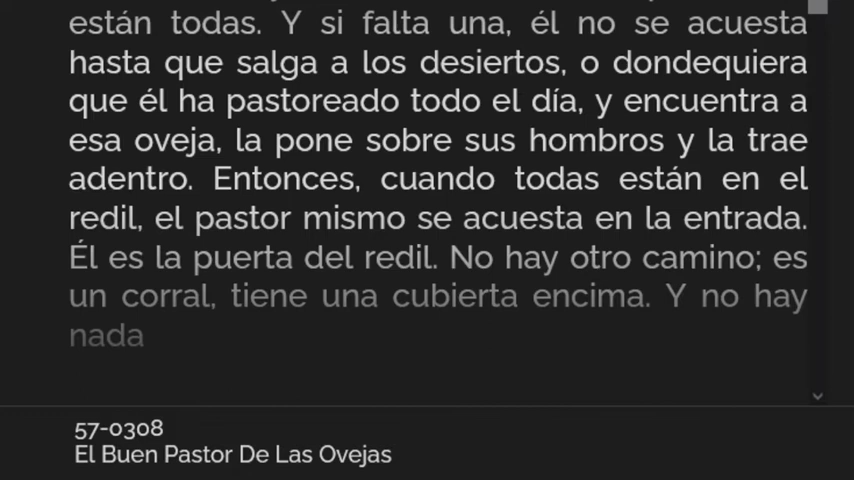 están todas. Y si falta una, él no se acuesta
hasta que salga a los desiertos, o dondequiera
que él ha pastoreado todo el día, y encuentra a
esa oveja, la pone sobre sus hombros y la trae
adentro. Entonces, cuando todas están en el
redil, el pastor mismo se acuesta en la entrada.
Él es la puerta del redil. No hay otro camino; es
un corral, tiene una cubierta encima. Y no hay
nada
57-0308
El Buen Pastor De Las Ovejas